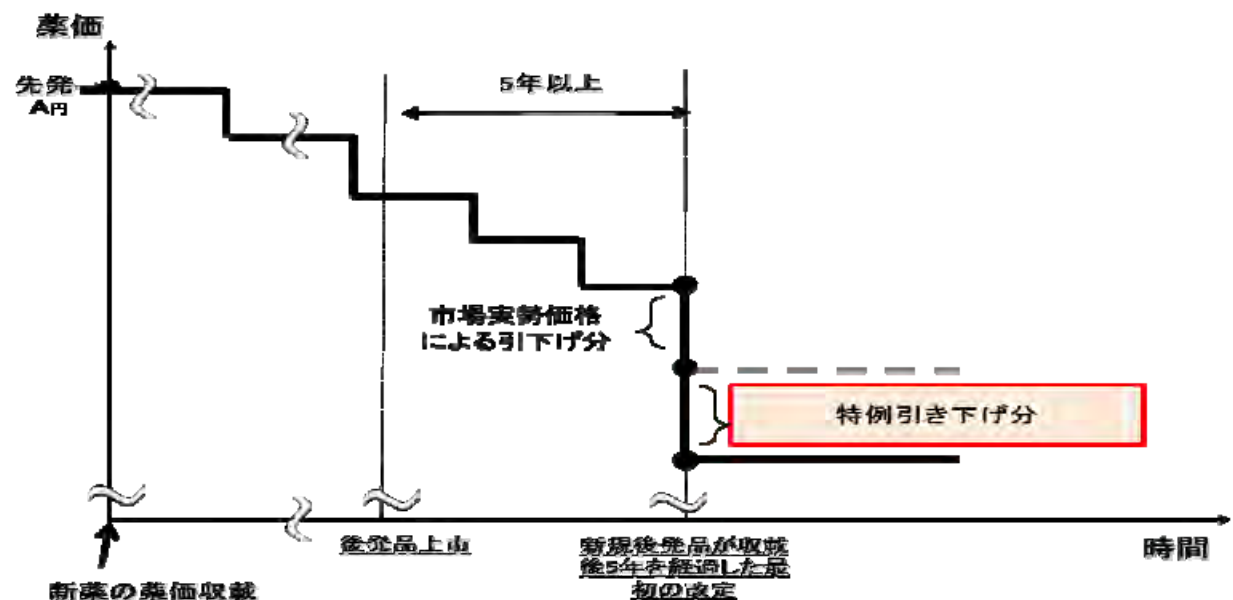 薬価
先発
A円
5年以上
市場実勢価格
による引下げ分
特例引き下げ分
後発品上市
新規後発品が収載
後5年を経過した最
初の改定
時間
新薬の薬価収載